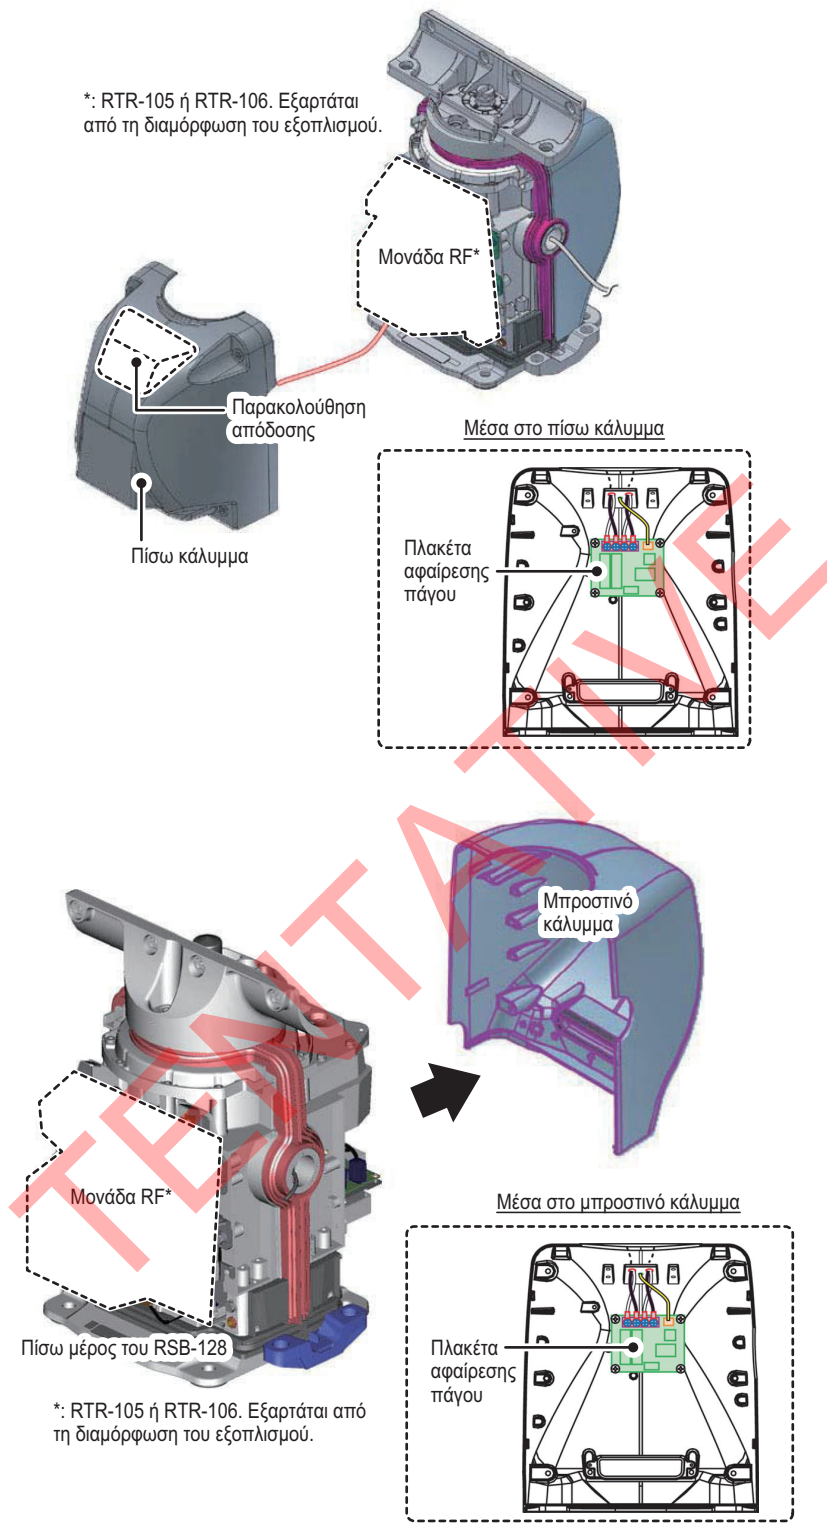 *: RTR-105 ή RTR-106. Εξαρτάται
από τη διαμόρφωση του εξοπλισμού.
Μονάδα RF*
Παρακολούθηση
απόδοσης
Πίσω κάλυμμα
Μέσα στο πίσω κάλυμμα
Πλακέτα
αφαίρεσης
πάγου
Μπροστινό
κάλυμμα
Μονάδα RF*
Πίσω μέρος του RSB-128
*: RTR-105 ή RTR-106. Εξαρτάται από
τη διαμόρφωση του εξοπλισμού.
Μέσα στο μπροστινό κάλυμμα
Πλακέτα
αφαίρεσης
πάγου
TENTATIVE